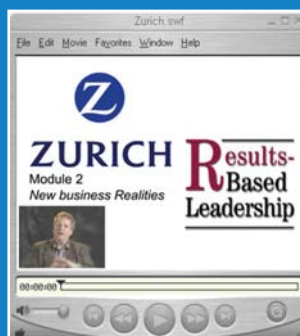 Zurich.swf
File Edit Movie Favorites Window Help
Z
ZURICH
Module 2
New business Realities
Results-
Based
Leadership
00:00:00